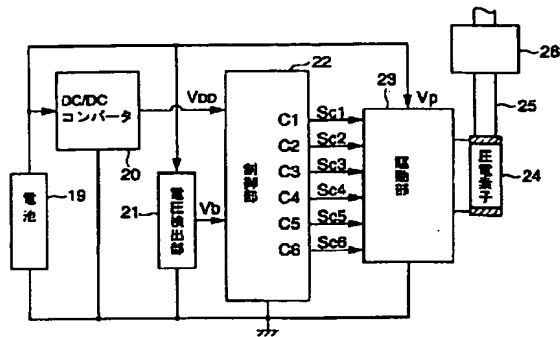 22
26
DC/DC
コンバータ
VDD
23
Vp
25
20
C1
Sc1
C2
Sc2
C3
Sc3
C4
Sc4
C5
Sc5
C6
Sc6
制御部
駆動部
圧電素子
24
電池
19
21
電圧検出部
Vb